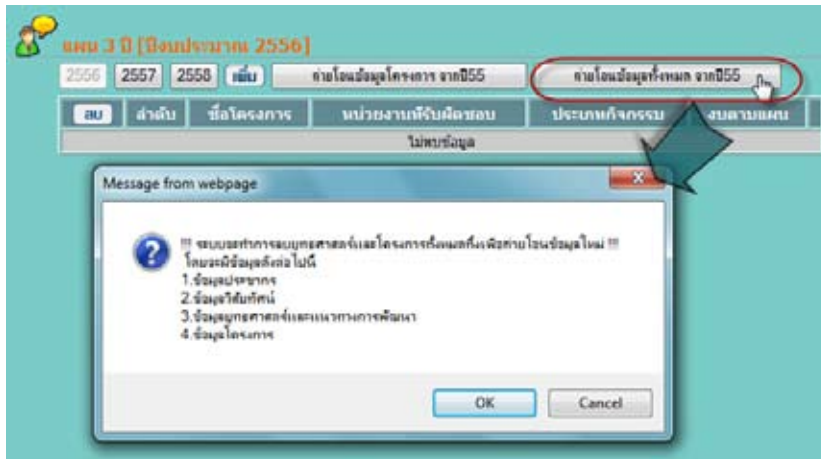 แผน 3 ปี [ปีงบประมาณ 2556]
2556 2557 2558 เพิ่ม ถ่ายโอนข้อมูลโครงการ จากปี55 ถ่ายโอนข้อมูลทั้งหมด จากปี55
ลบ ลำดับ ชื่อโครงการ หน่วยงานที่รับผิดชอบ ประเภทกิจกรรม งบตามแผน
ไม่พบข้อมูล
Message from webpage
!!! ระบบจะทำการลบยุทธศาสตร์และโครงการทั้งหมดทิ้งเพื่อถ่ายโอนข้อมูลใหม่ !!!
โดยจะมีข้อมูลดังต่อไปนี้
1.ข้อมูลประชากร
2.ข้อมูลวิสัยทัศน์
3.ข้อมูลยุทธศาสตร์และแนวทางการพัฒนา
4.ข้อมูลโครงการ
OK Cancel